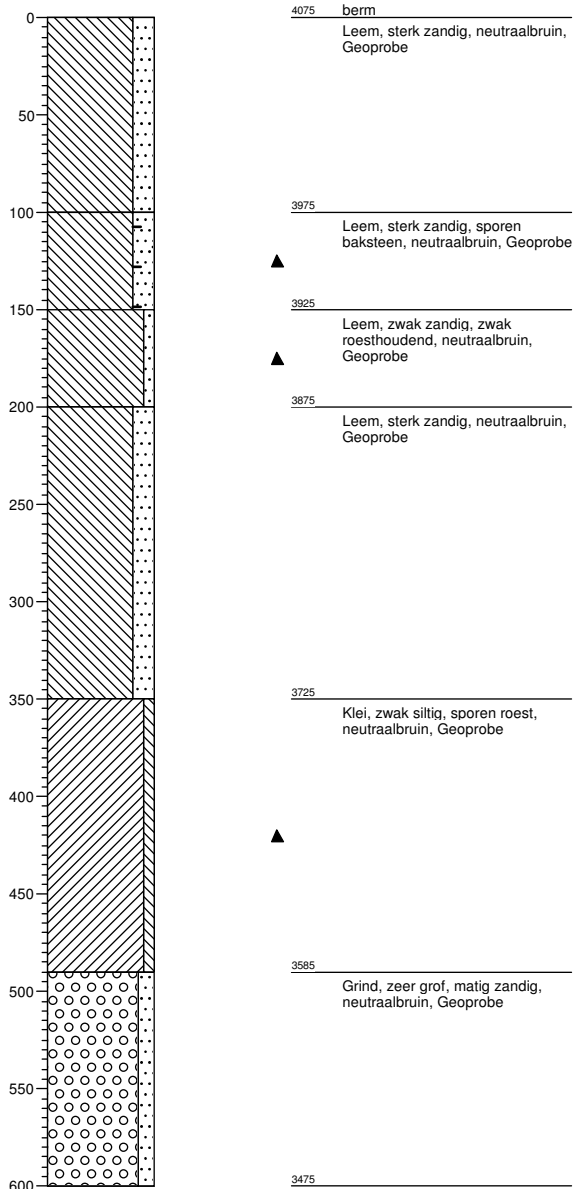 4075 berm
0
Leem, sterk zandig, neutraalbruin,
Geoprobe
50
100
3975
Leem, sterk zandig, sporen
baksteen, neutraalbruin, Geoprobe
150
3925
Leem, zwak zandig, zwak
roesthoudend, neutraalbruin,
Geoprobe
200
3875
Leem, sterk zandig, neutraalbruin,
Geoprobe
250
300
350
3725
Klei, zwak siltig, sporen roest,
neutraalbruin, Geoprobe
400
450
3585
Grind, zeer grof, matig zandig,
neutraalbruin, Geoprobe
500
550
600
3475